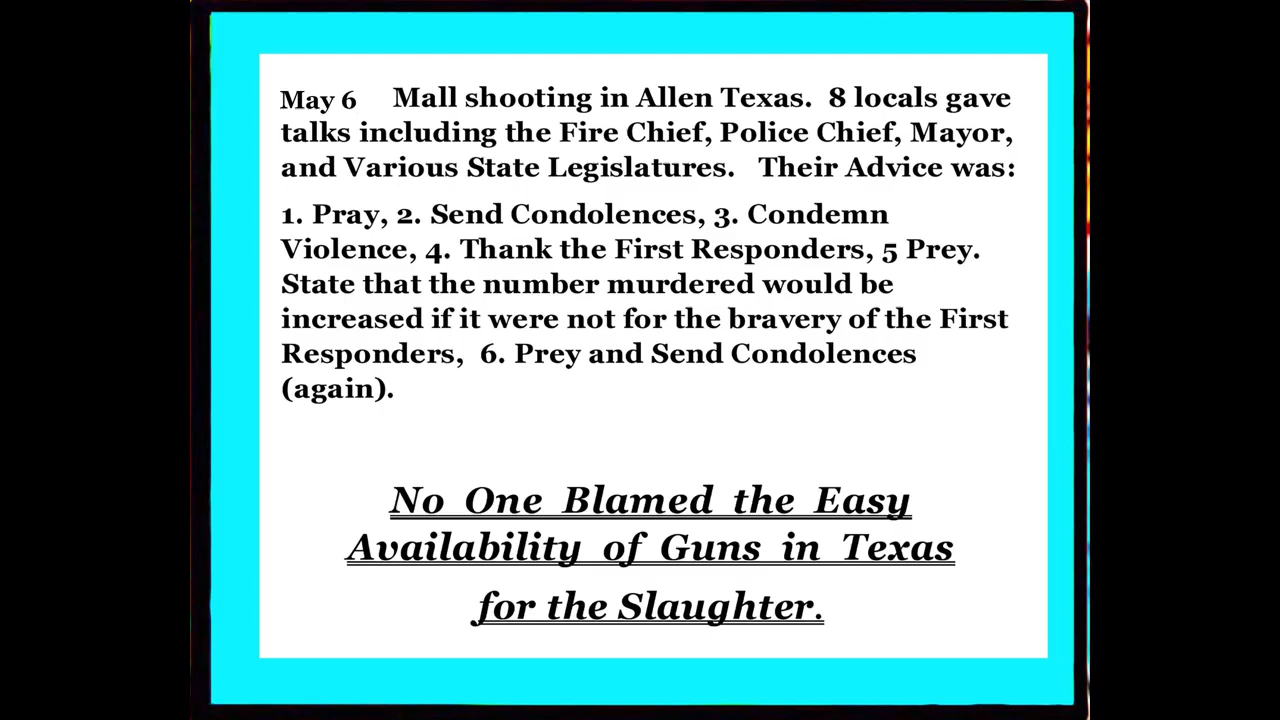 May 6 Mall shooting in Allen Texas. 8 locals gave
talks including the Fire Chief, Police Chief, Mayor,
and Various State Legislatures. Their Advice was:
1. Pray, 2. Send Condolences, 3. Condemn
Violence, 4. Thank the First Responders, 5 Prey.
State that the number murdered would be
increased if it were not for the bravery of the First
Responders, 6. Prey and Send Condolences
(again).
No One Blamed the Easy
Availability of Guns in Texas
for the Slaughter.